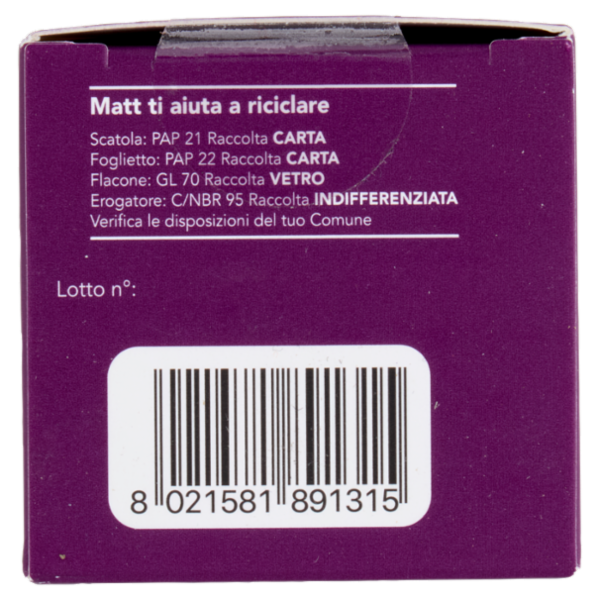 Matt ti aiuta a riciclare
Scatola: PAP 21 Raccolta CARTA
Foglietto: PAP 22 Raccolta CARTA
Flacone: GL 70 Raccolta VETRO
Erogatore: C/NBR 95 Raccolta INDIFFERENZIATA
Verifica le disposizioni del tuo Comune
Lotto n°:
8 021581 891315